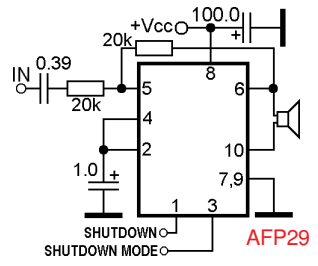 100.0
+Vcc
20k
0.39
IN
20k
8
5
6
4
2
10
1.0
7,9
1
3
SHUTDOWN
SHUTDOWN MODE
AFP29
+
+